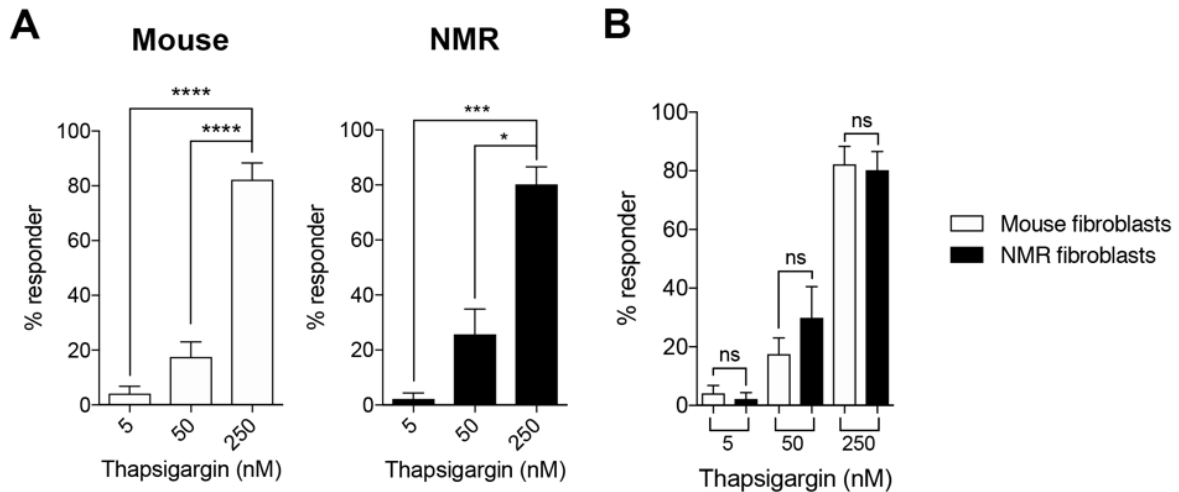 A
Mouse
****
****
% responder
100
80
60
40
20
0
5
50
250
Thapsigargin (nM)
NMR
***
*
% responder
100
80
60
40
20
0
5
50
250
Thapsigargin (nM)
B
% responder
100
80
60
40
20
0
ns
ns
ns
5
50
250
Thapsigargin (nM)
Mouse fibroblasts
NMR fibroblasts